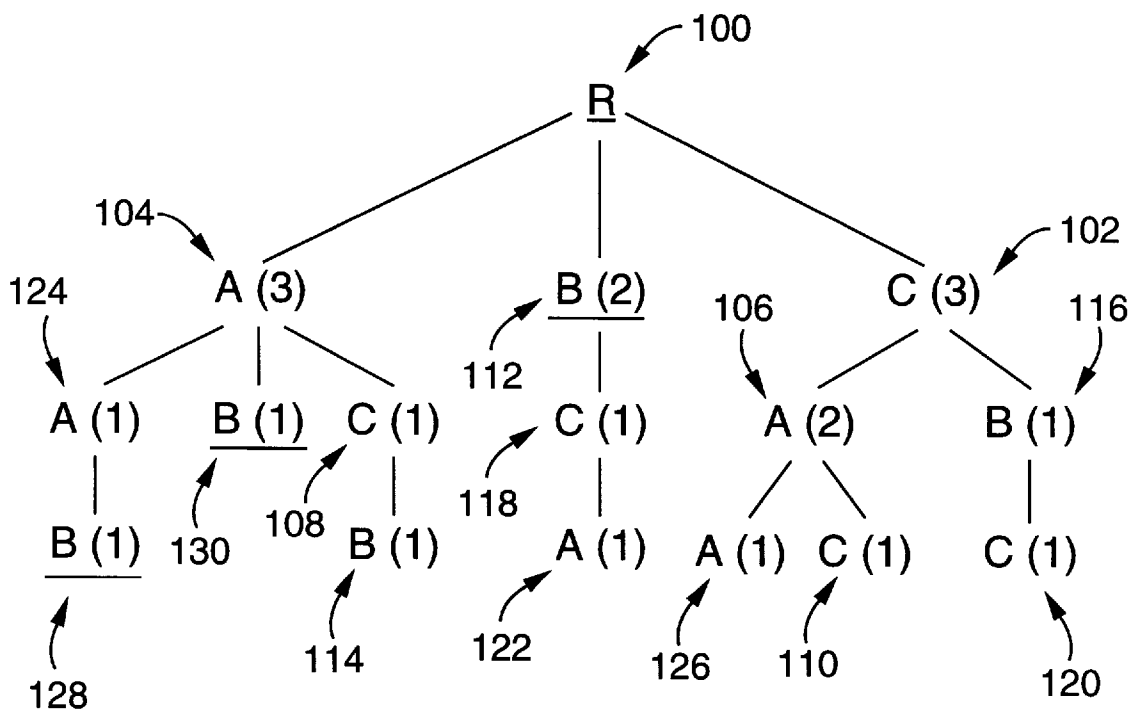 100
R
104
102
A (3)
B (2)
C (3)
124
106
116
112
A (1)
B (1)
C (1)
C (1)
A (2)
B (1)
118
130
108
B (1)
B (1)
A (1)
A (1)
C (1)
C (1)
128
114
122
126
110
120